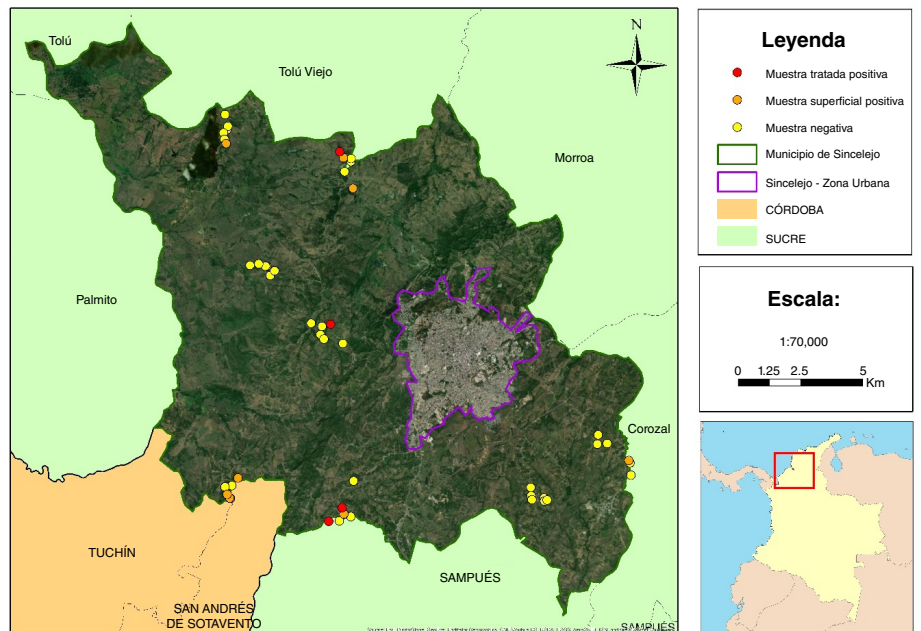 Tolú
Tolú Viejo
N
Morroa
Palmito
Corozal
TUCHÍN
SAN ANDRÉS
DE SOTAVENTO
SAMPUÉS
SAMPUÉS
Leyenda
Muestra tratada positiva
Muestra superficial positiva
Muestra negativa
Municipio de Sincelejo
Sincelejo - Zona Urbana
CÓRDOBA
SUCRE
Escala:
1:70,000
0 1.25 2.5 5
Km